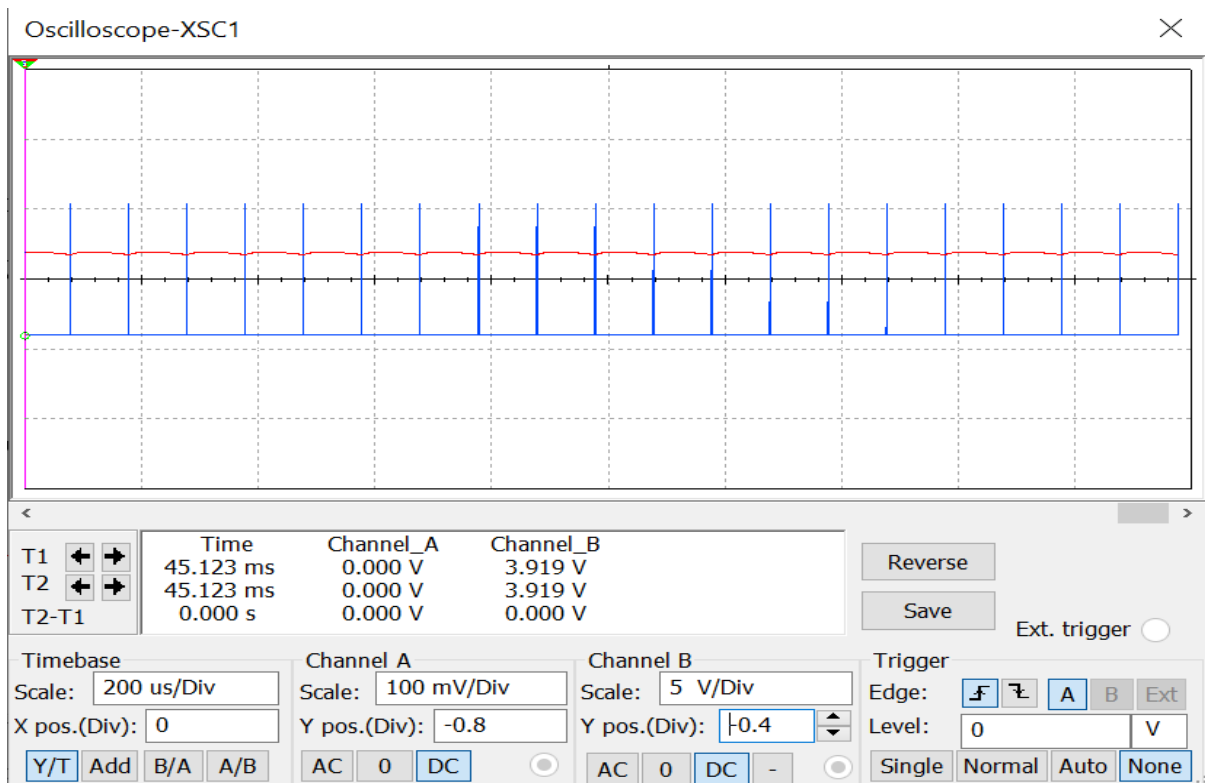 Oscilloscope-XSC1
Time Channel_A Channel_B
T1 45.123 ms 0.000 V 3.919 V
T2 45.123 ms 0.000 V 3.919 V
T2-T1 0.000 s 0.000 V 0.000 V
Reverse
Save
Ext. trigger
Timebase
Scale: 200 us/Div
X pos.(Div): 0
Y/T Add B/A A/B
Channel A
Scale: 100 mV/Div
Y pos.(Div): -0.8
AC 0 DC
Channel B
Scale: 5 V/Div
Y pos.(Div): -0.4
AC 0 DC -
Trigger
Edge: A B Ext
Level: 0 V
Single Normal Auto None